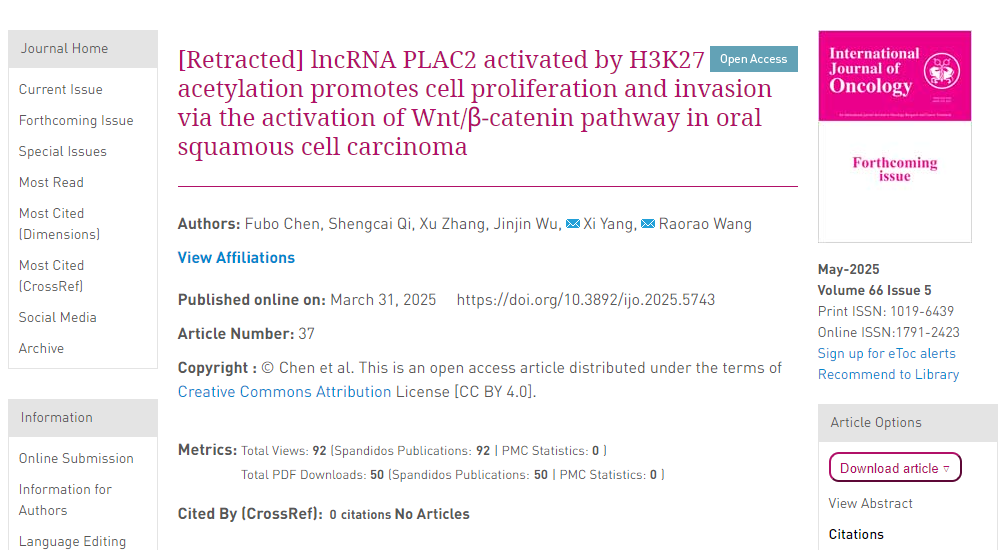 Journal Home
Current Issue
Forthcoming Issue
Special Issues
Most Read
Most Cited
(Dimensions)
Most Cited
(CrossRef)
Social Media
Archive
Information
Online Submission
Information for
Authors
Language Editing
[Retracted] lncRNA PLAC2 activated by H3K27
acetylation promotes cell proliferation and invasion
via the activation of Wnt/β‑catenin pathway in oral
squamous cell carcinoma
Open Access
Authors: Fubo Chen, Shengcai Qi, Xu Zhang, Jinjin Wu, Xi Yang, Raorao Wang
View Affiliations
Published online on: March 31, 2025 https://doi.org/10.3892/ijo.2025.5743
Article Number: 37
Copyright : © Chen et al. This is an open access article distributed under the terms of
Creative Commons Attribution License [CC BY 4.0].
Metrics: Total Views: 92 (Spandidos Publications: 92 | PMC Statistics: 0 )
Total PDF Downloads: 50 (Spandidos Publications: 50 | PMC Statistics: 0 )
Cited By (CrossRef): 0 citations No Articles
International
Journal of
Oncology
Forthcoming
issue
May-2025
Volume 66 Issue 5
Print ISSN: 1019-6439
Online ISSN:1791-2423
Sign up for eToc alerts
Recommend to Library
Article Options
Download article ▿
View Abstract
Citations